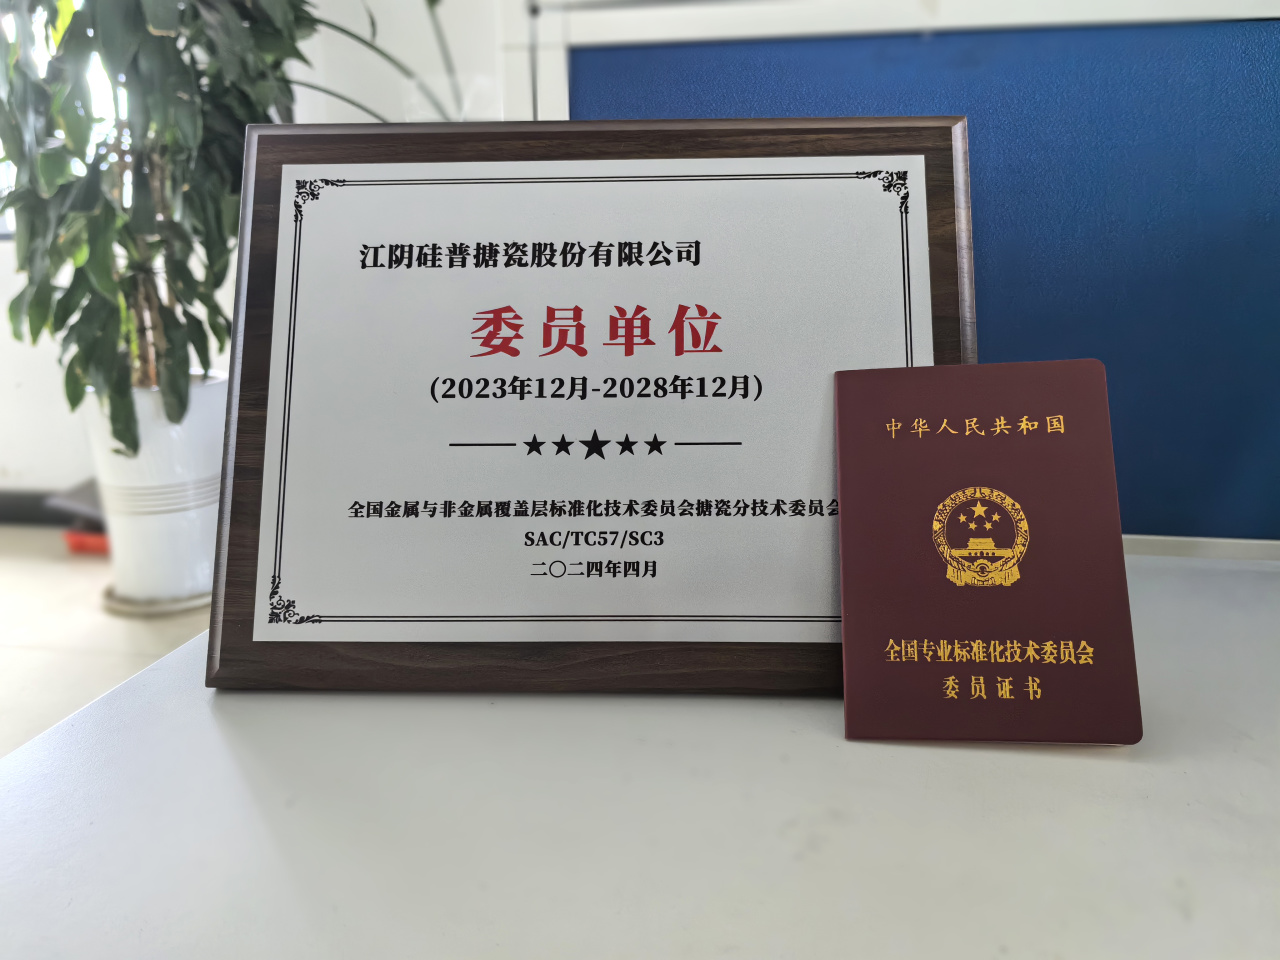 江阴硅普搪瓷股份有限公司
委员单位
(2023年12月-2028年12月)
全国金属与非金属覆盖层标准化技术委员会搪瓷分技术委员会
SAC/TC57/SC3
二〇二四年四月
中华人民共和国
全国专业标准化技术委员会
委员证书